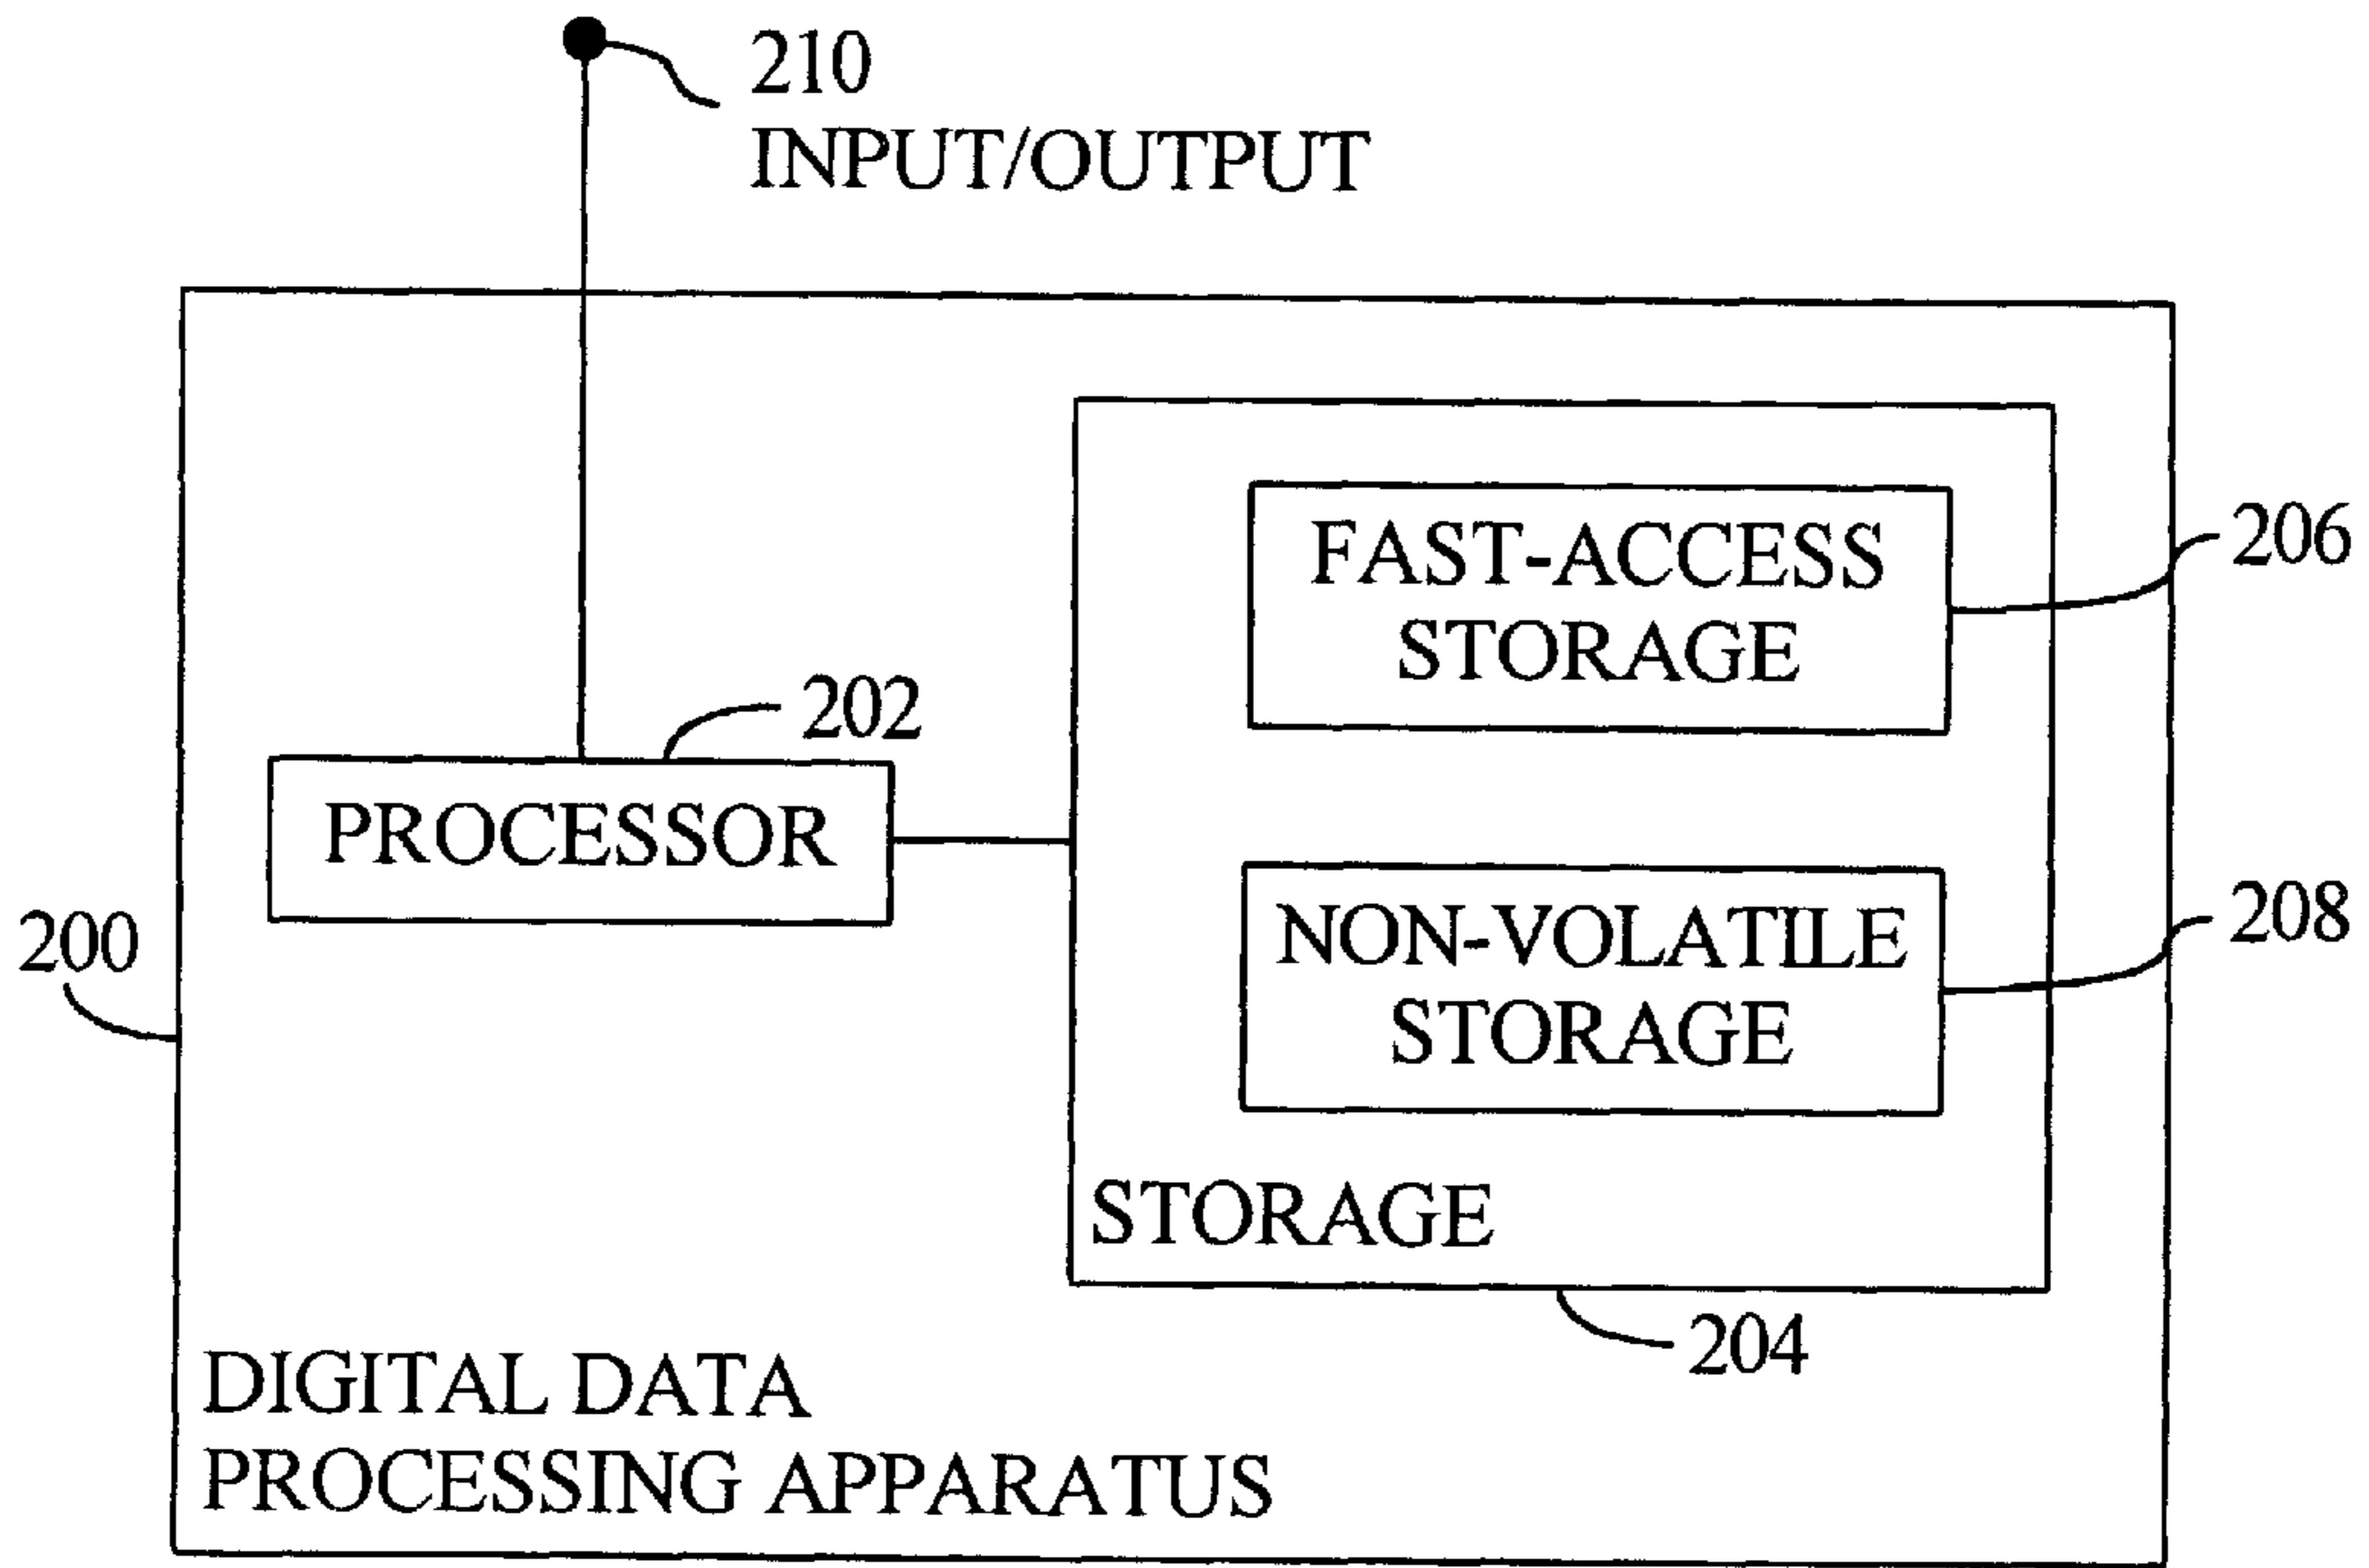 210
INPUT/OUTPUT
FAST-ACCESS
STORAGE
206
202
PROCESSOR
200
NON-VOLATILE
STORAGE
208
STORAGE
204
DIGITAL DATA
PROCESSING APPARATUS